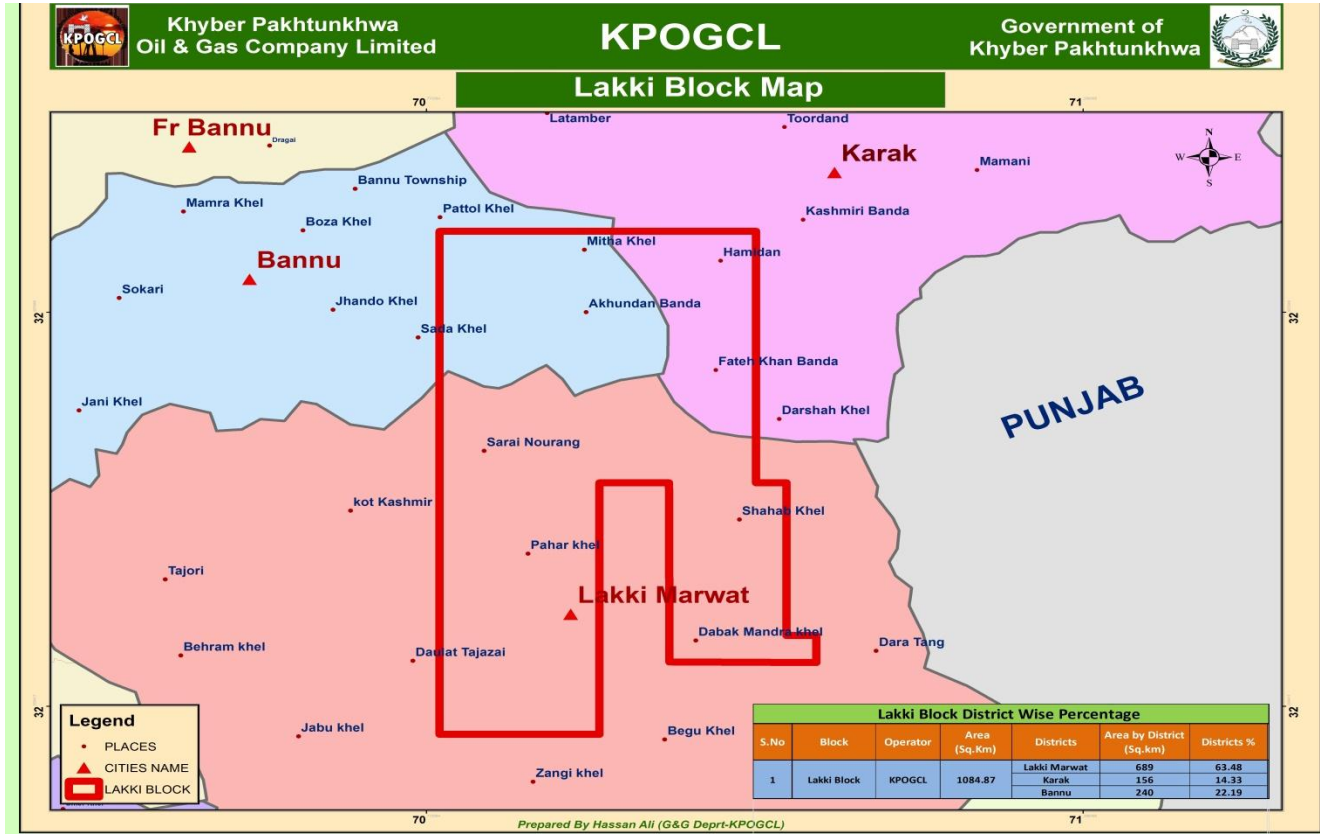 KPOGCL
Khyber Pakhtunkhwa
Oil & Gas Company Limited
KPOGCL
Government of
Khyber Pakhtunkhwa
Lakki Block Map
70
71
Latamber
Toordand
Fr Bannu
Dragai
Karak
Mamani
N
W
E
S
Bannu Township
Mamra Khel
Pattol Khel
Kashmiri Banda
Boza Khel
Mitha Khel
Hamidan
Bannu
Sokari
Jhando Khel
Akhundan Banda
32
32
Sada Khel
Fateh Khan Banda
Jani Khel
Darshah Khel
PUNJAB
Sarai Nourang
kot Kashmir
Shahab Khel
Pahar khel
Tajori
Lakki Marwat
Dabak Mandra khel
Behram khel
Daulat Tajazai
Dara Tang
32
32
Jabu khel
Begu Khel
Zangi khel
Legend
PLACES
CITIES NAME
LAKKI BLOCK
Lakki Block District Wise Percentage
S.No Block Operator Area (Sq.Km) Districts Area by District (Sq.km) Districts %
1 Lakki Block KPOGCL 1084.87 Lakki Marwat 689 63.48
Karak 156 14.33
Bannu 240 22.19
70
71
Prepared By Hassan Ali (G&G Deprt-KPOGCL)